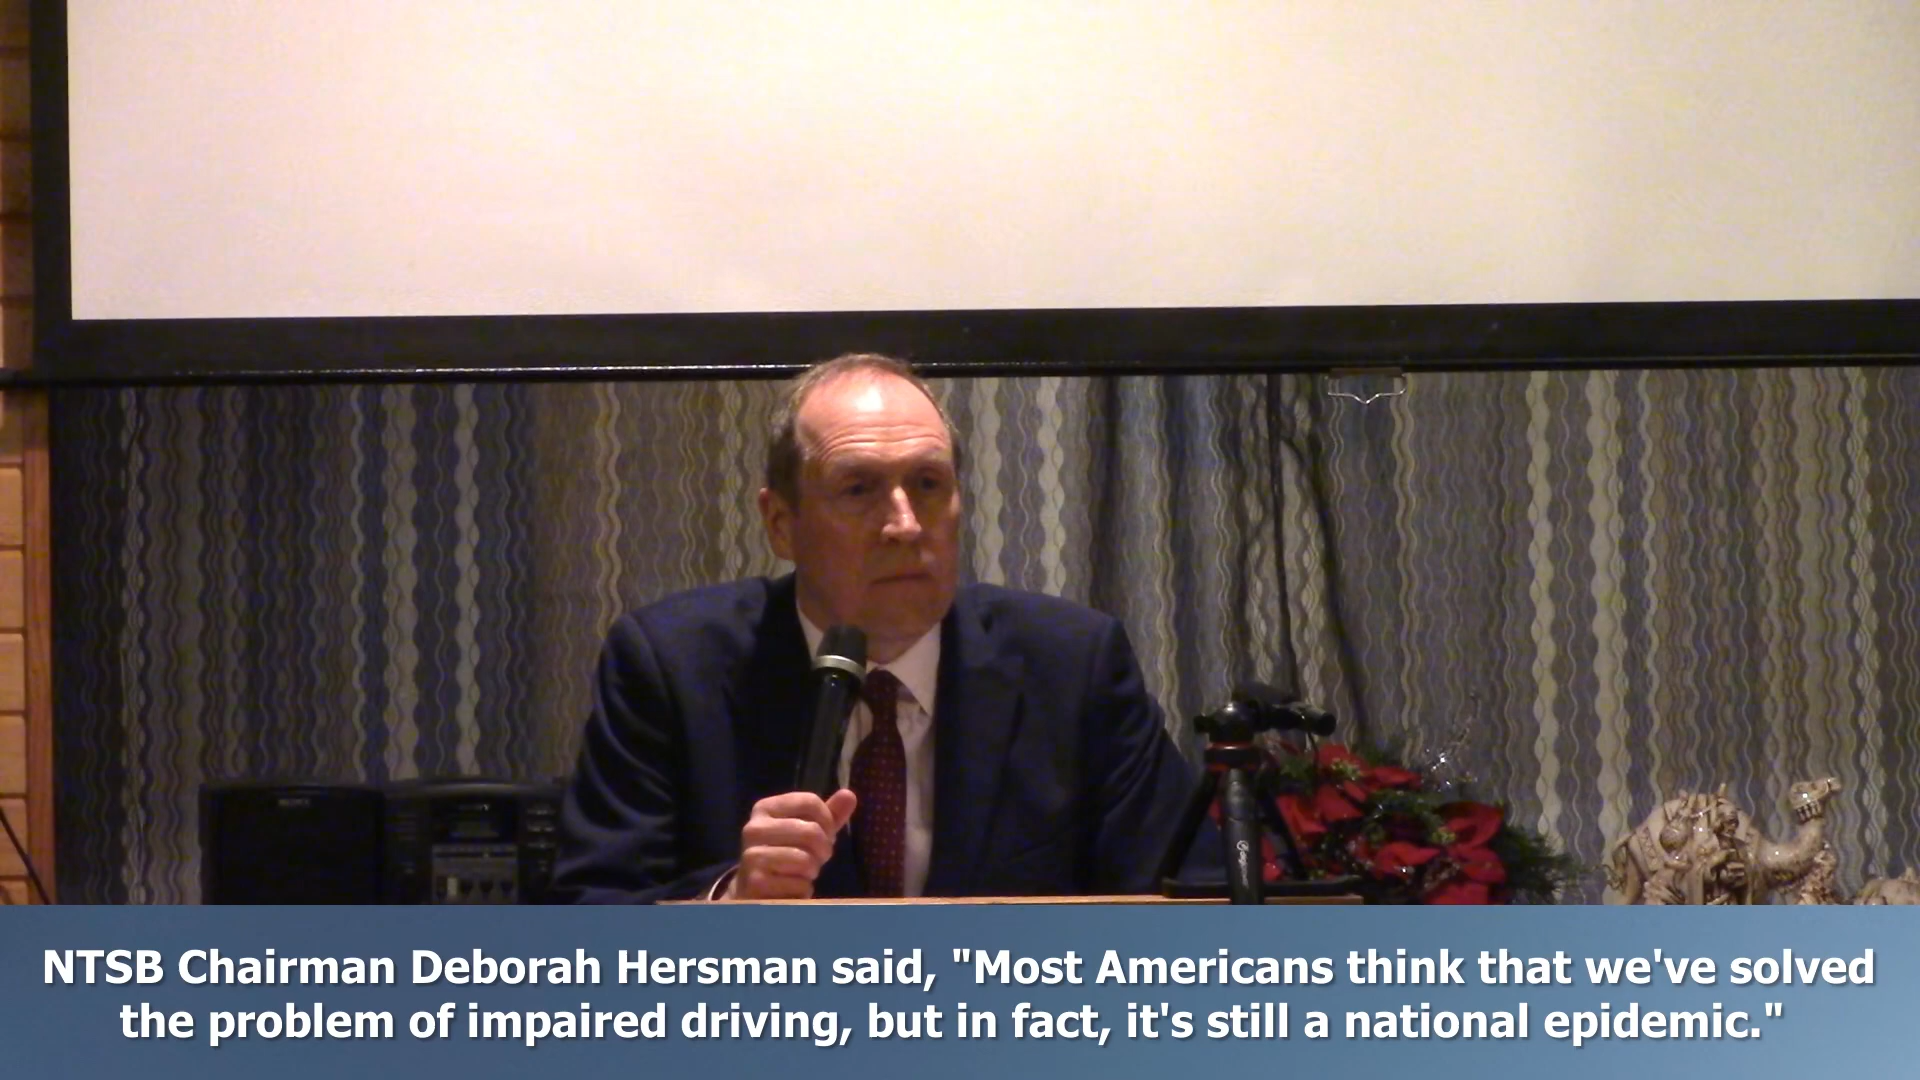 SONY
NTSB Chairman Deborah Hersman said, "Most Americans think that we've solved
the problem of impaired driving, but in fact, it's still a national epidemic."